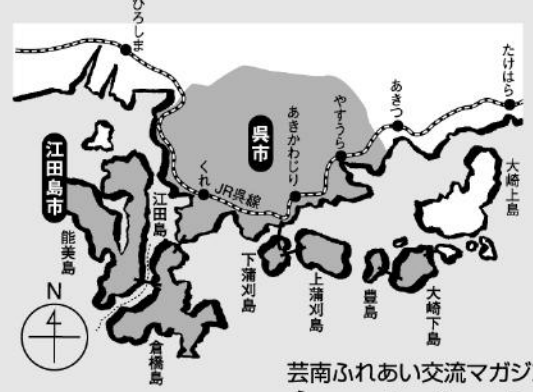 ひろしま
たけはら
あきつ
やすうら
あきかわじり
呉市
くれ
JR呉線
江田島市
江田島
能美島
大崎上島
下蒲刈島
上蒲刈島
豊島
大崎下島
倉橋島
N
芸南ふれあい交流マガジ